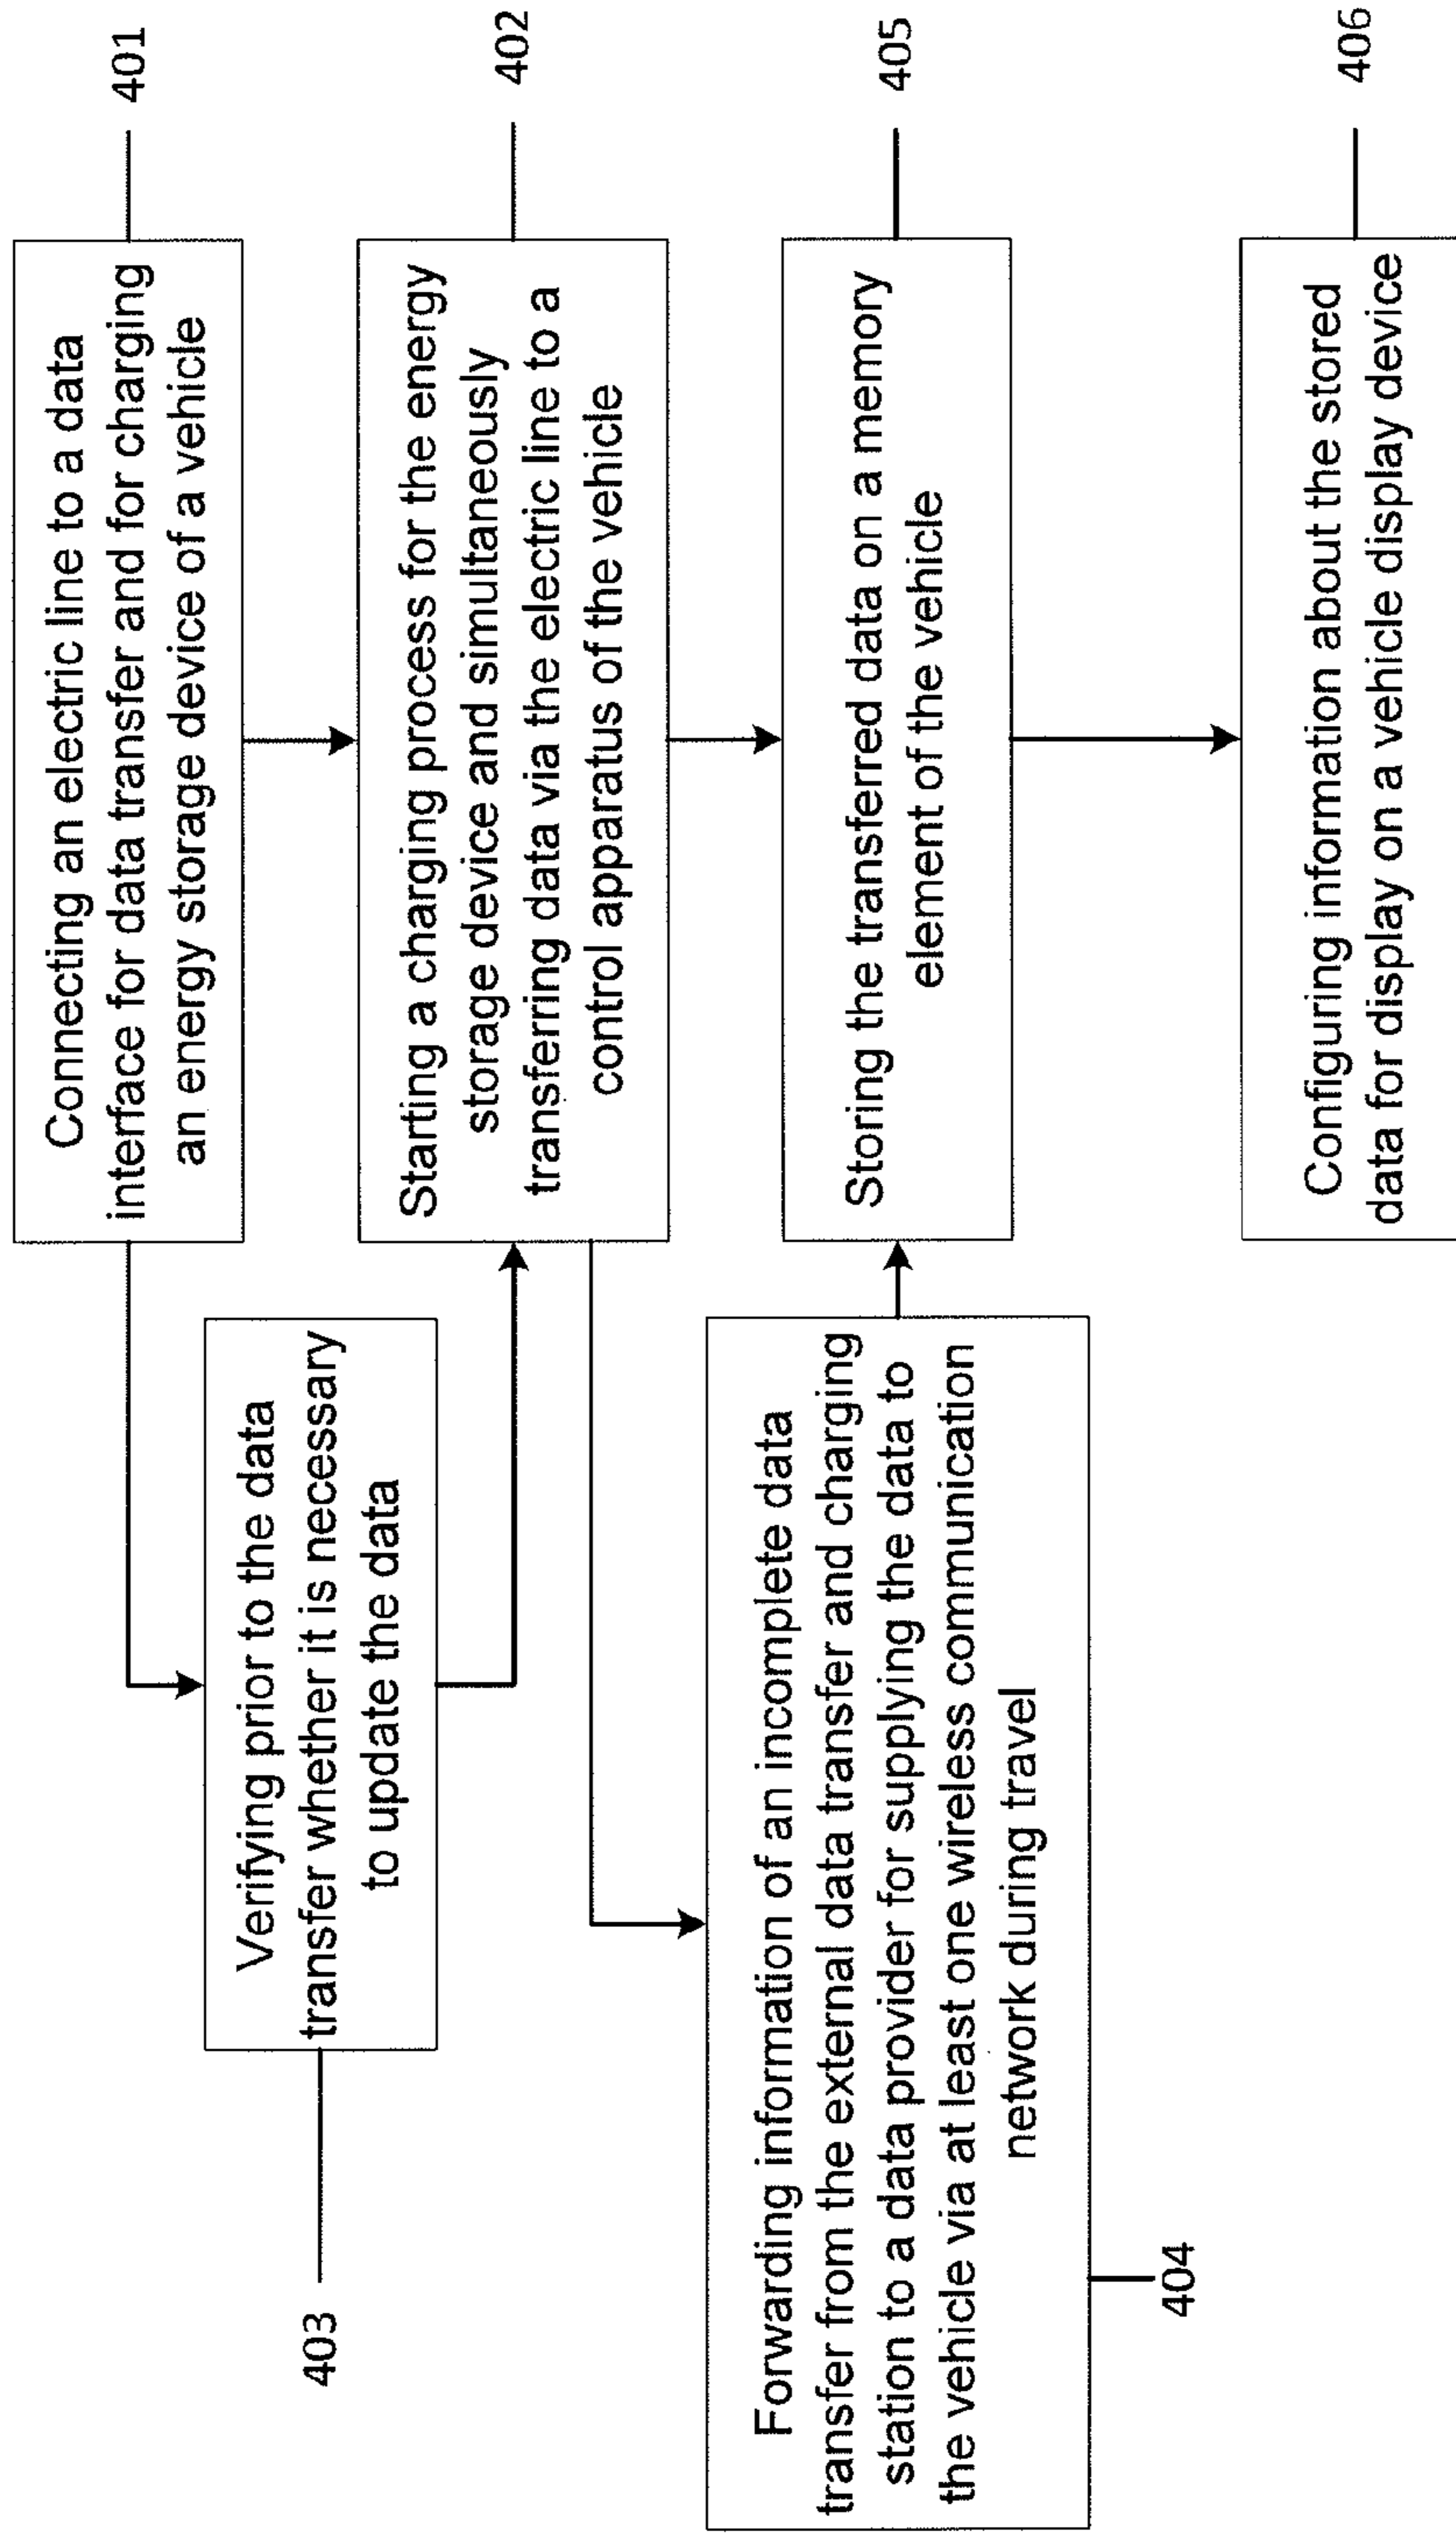 Connecting an electric line to a data
interface for data transfer and for charging
an energy storage device of a vehicle
401
Verifying prior to the data
transfer whether it is necessary
to update the data
403
Starting a charging process for the energy
storage device and simultaneously
transferring data via the electric line to a
control apparatus of the vehicle
402
Forwarding information of an incomplete data
transfer from the external data transfer and charging
station to a data provider for supplying the data to
the vehicle via at least one wireless communication
network during travel
404
Storing the transferred data on a memory
element of the vehicle
405
Configuring information about the stored
data for display on a vehicle display device
406